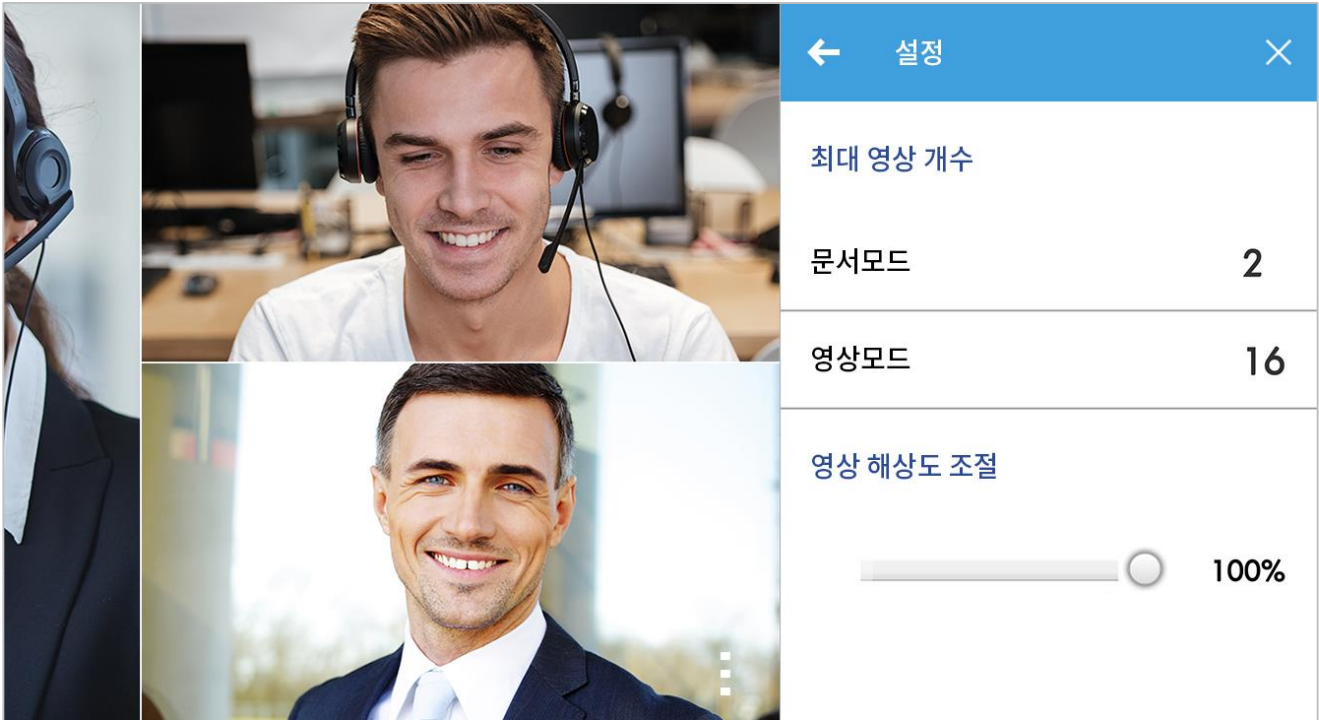 설정
최대 영상 개수
문서모드 2
영상모드 16
영상 해상도 조절
100%